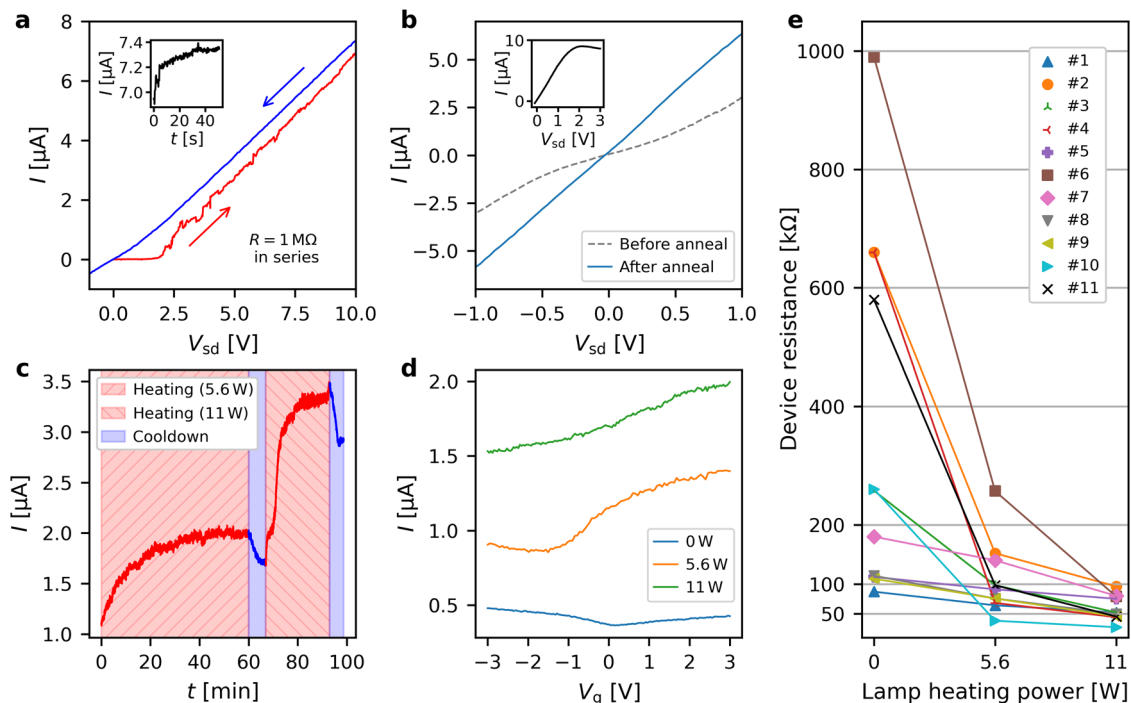 a
8
6
4
2
0
I [µA]
0.0 2.5 5.0 7.5 10.0
Vsd [V]
7.4
7.2
7.0
I [µA]
0 20 40
t [s]
R = 1 MΩ
in series
b
5.0
2.5
0.0
−2.5
−5.0
I [µA]
−1.0 −0.5 0.0 0.5 1.0
Vsd [V]
10
0
I [µA]
0 1 2 3
Vsd [V]
Before anneal
After anneal
c
3.5
3.0
2.5
2.0
1.5
1.0
I [µA]
0 20 40 60 80 100
t [min]
Heating (5.6 W)
Heating (11 W)
Cooldown
d
2.0
1.5
1.0
0.5
I [µA]
−3 −2 −1 0 1 2 3
Vg [V]
0 W
5.6 W
11 W
e
1000
800
600
400
200
100
50
Device resistance [kΩ]
0 5.6 11
Lamp heating power [W]
#1
#2
#3
#4
#5
#6
#7
#8
#9
#10
#11